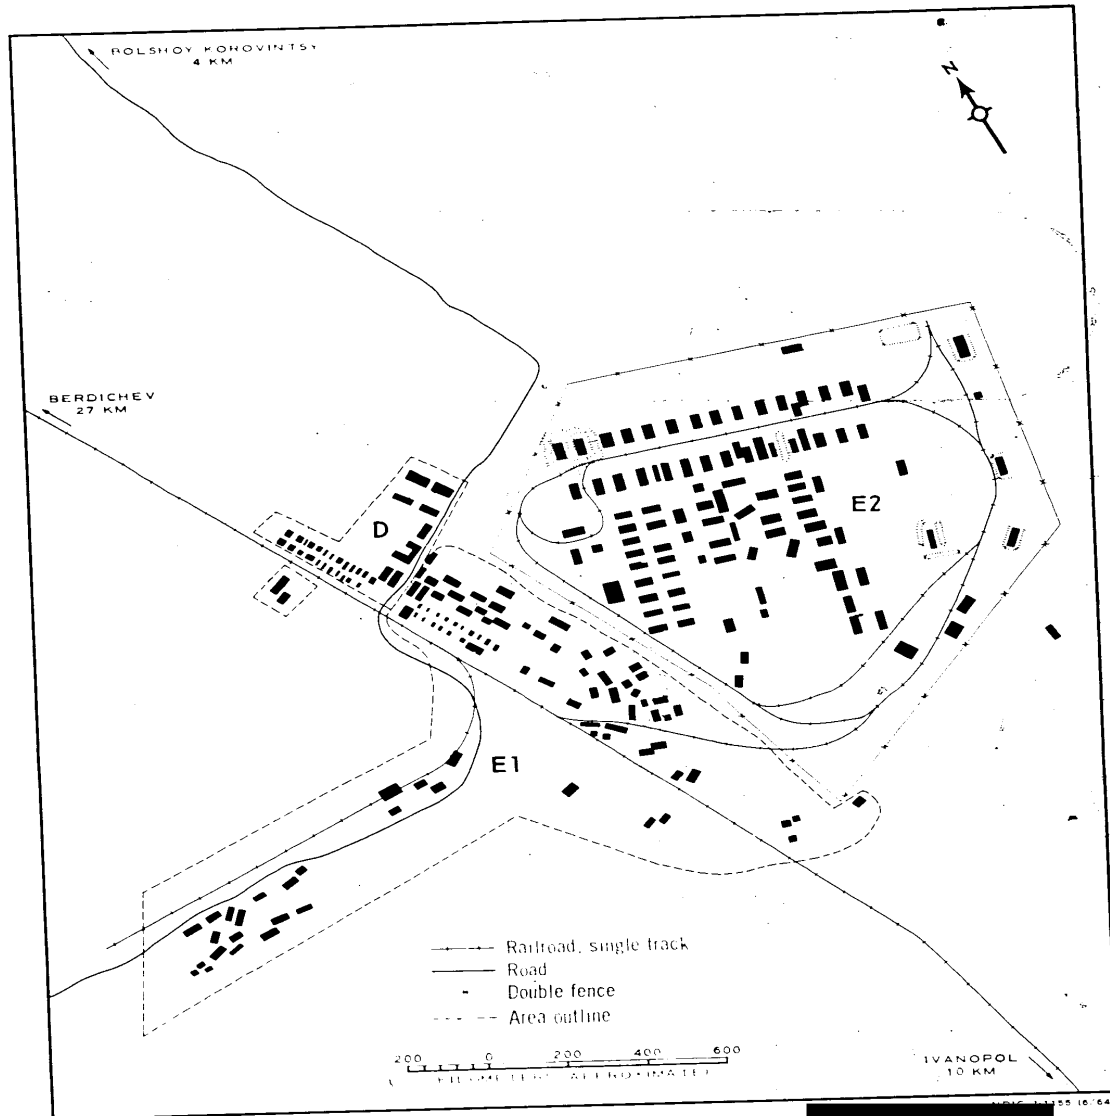 BOLSHOY KOROVINTSY
4 KM
N
BERDICHEV
27 KM
D
E2
E1
Railroad, single track
Road
Double fence
Area outline
200 0 200 400 600
APPROXIMATE
IVANOPOL
10 KM